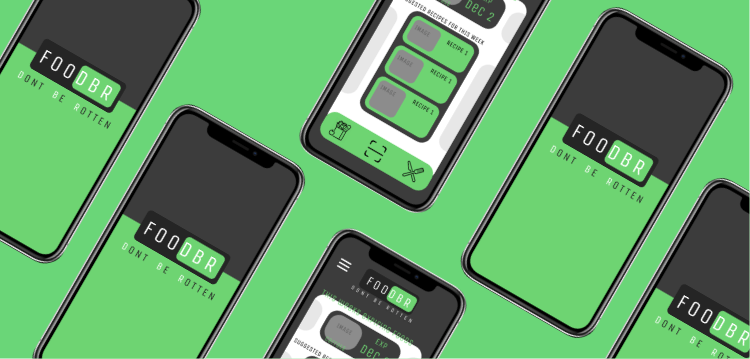 FOODBR
DONT BE ROTTEN
FOODBR
DONT BE ROTTEN
DEC 2
SUGGESTED RECIPES FOR THIS WEEK
IMAGE
RECIPE 1
IMAGE
RECIPE 1
IMAGE
RECIPE 1
FOODBR
DONT BE ROTTEN
IMAGE
EXP
DEC
SUGGESTED RE
FOODBR
DONT BE ROTTEN
FOODBR
DONT BE ROTTEN